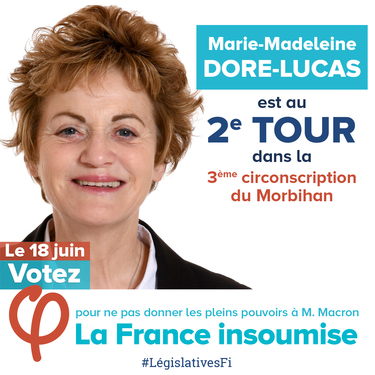 Marie-Madeleine
DORE-LUCAS
est au
2e TOUR
dans la
3ème circonscription
du Morbihan
Le 18 juin
Votez
φ
pour ne pas donner les pleins pouvoirs à M. Macron
La France insoumise
#LégislativesFi